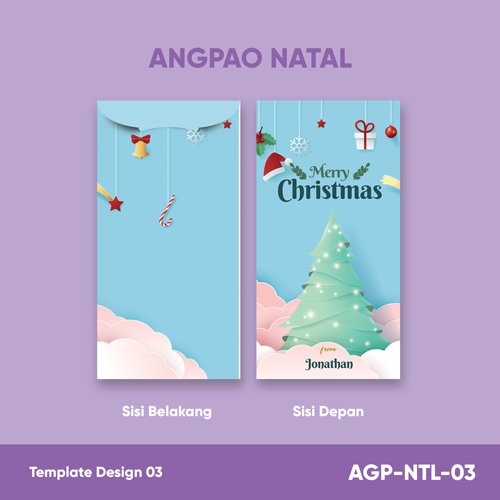 ANGPAO NATAL
Merry
Christmas
from
Jonathan
Sisi Belakang
Sisi Depan
Template Design 03
AGP-NTL-03